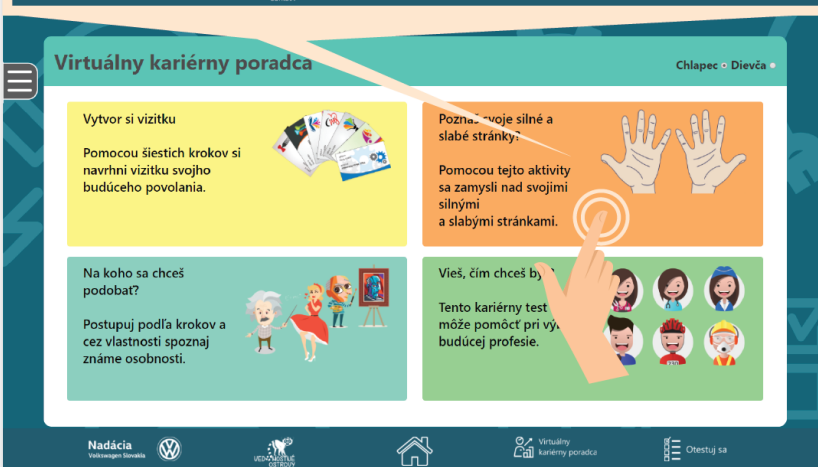 Virtuálny kariérny poradca
Chlapec Dievča
Vytvor si vizitku
Pomocou šiestich krokov si
navrhni vizitku svojho
budúceho povolania.
Poznáš svoje silné a
slabé stránky?
Pomocou tejto aktivity
sa zamysli nad svojimi
silnými
a slabými stránkami.
Na koho sa chceš
podobať?
Postupuj podľa krokov a
cez vlastnosti spoznaj
známe osobnosti.
Vieš, čím chceš
Tento kariérny test
môže pomôcť pri
budúcej profesie.
Nadácia
Volkswagen Slovakia
VEDOMOSTNÉ
OSTROVY
Virtuálny
kariérny poradca
Otestuj sa